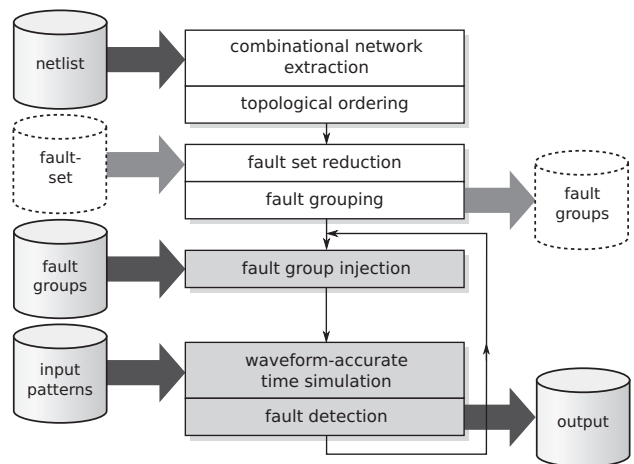 netlist
combinational network
extraction
topological ordering
fault-
set
fault set reduction
fault grouping
fault
groups
fault
groups
fault group injection
input
patterns
waveform-accurate
time simulation
fault detection
output